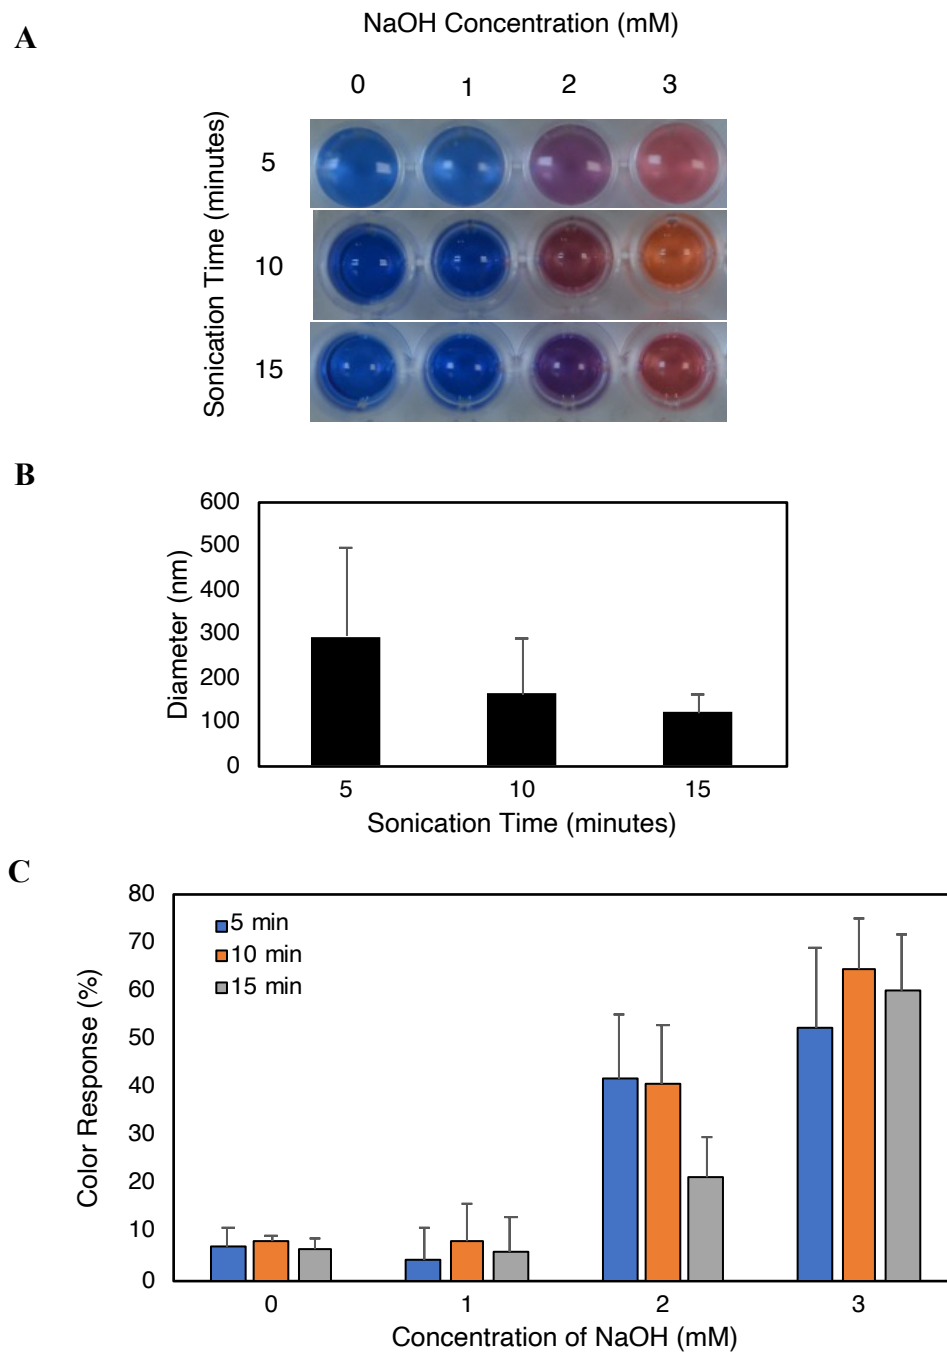 A
NaOH Concentration (mM)
0 1 2 3
Sonication Time (minutes)
5
10
15
B
Diameter (nm)
600
500
400
300
200
100
0
5 10 15
Sonication Time (minutes)
C
Color Response (%)
80
70
60
50
40
30
20
10
0
5 min
10 min
15 min
0 1 2 3
Concentration of NaOH (mM)